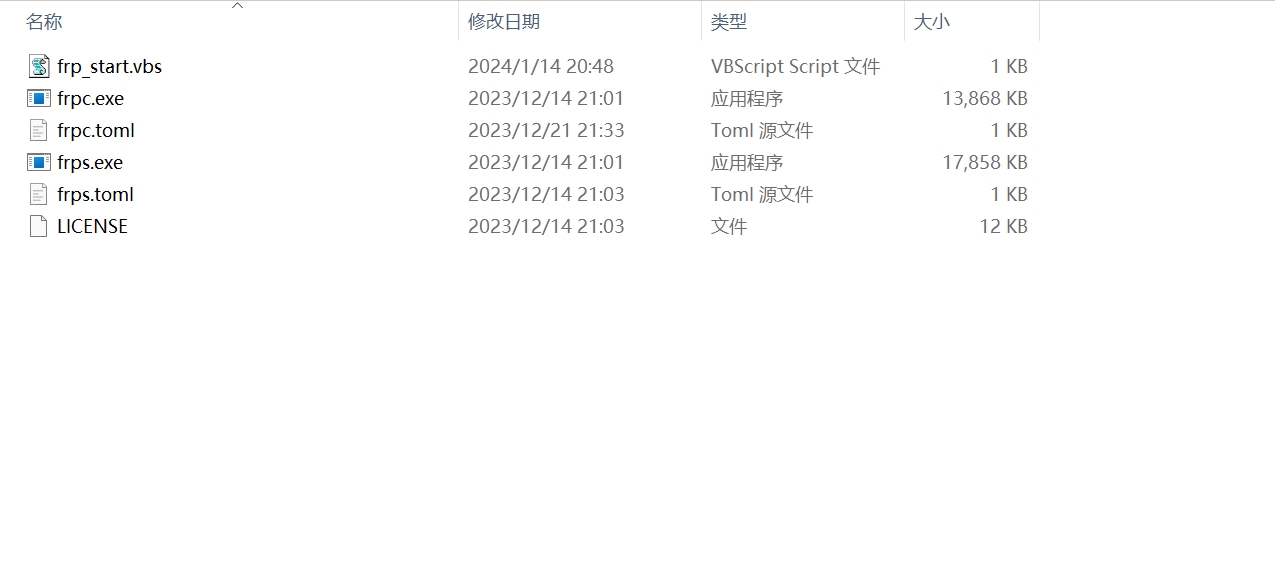 名称 修改日期 类型 大小
frp_start.vbs 2024/1/14 20:48 VBScript Script 文件 1 KB
frpc.exe 2023/12/14 21:01 应用程序 13,868 KB
frpc.toml 2023/12/21 21:33 Toml 源文件 1 KB
frps.exe 2023/12/14 21:01 应用程序 17,858 KB
frps.toml 2023/12/14 21:03 Toml 源文件 1 KB
LICENSE 2023/12/14 21:03 文件 12 KB